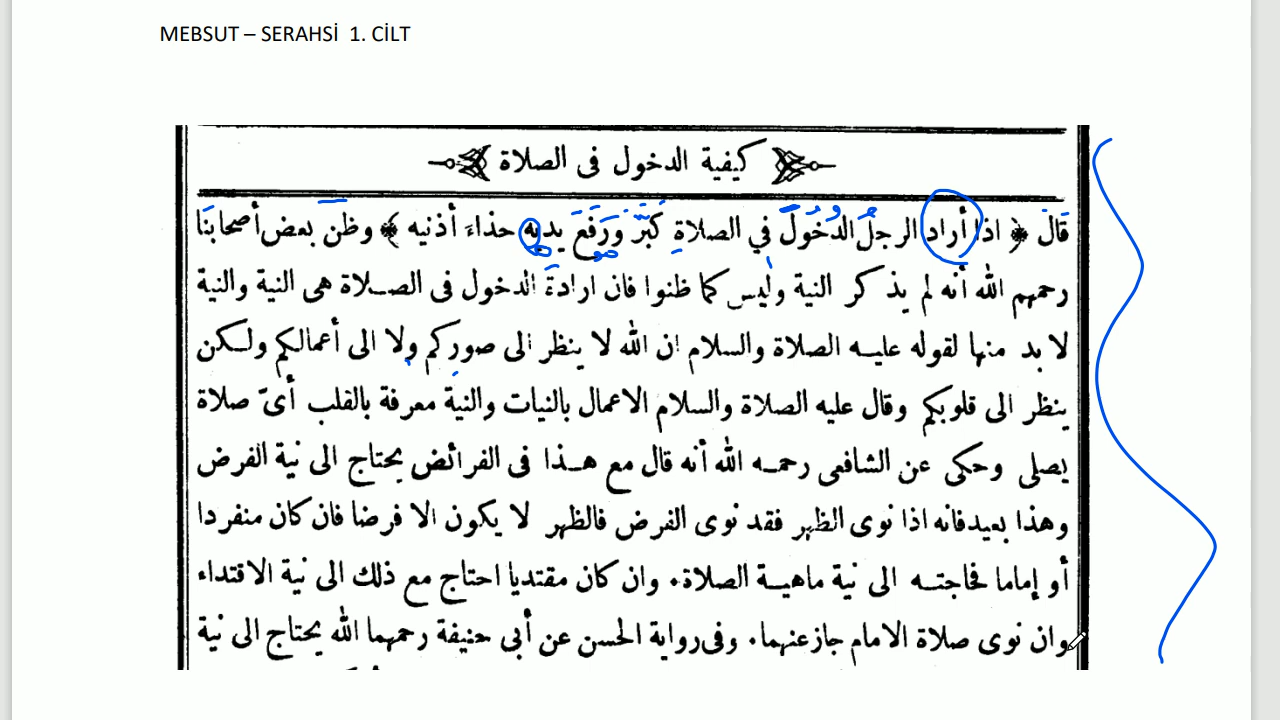 MEBSUT – SERAHSİ 1. CİLT
كيفية الدخول فى الصلاة
قَالَ ﴿ اذا أراد الرجلُ الدُخُولَ في الصلاةِ كَبَّرَ وَرَفَعَ يديه حذاءَ أذنيه ﴾ وظَنَّ بعض أصحابنَا
رحمهم الله أنه لم يذكر النية وليس كما ظنوا فان ارادةَ الدخول فى الصلاة هى النية والنية
لا بد منها لقوله عليه الصلاة والسلام ان الله لا ينظر الى صوركم ولا الى أعمالكم ولكن
ينظر الى قلوبكم وقال عليه الصلاة والسلام الاعمال بالنيات والنية معرفة بالقلب أىّ صلاة
يصلى وحكى عن الشافعى رحمه الله أنه قال مع هذا فى الفرائض يحتاج الى نية الفرض
وهذا بعيد فانه اذا نوى الظهر فقد نوى الفرض فالظهر لا يكون الا فرضا فان كان منفردا
أو إماما فحاجته الى نية ماهية الصلاة. وان كان مقتديا احتاج مع ذلك الى نية الاقتداء
وان نوى صلاة الامام جاز عنهما. وفى رواية الحسن عن أبى حنيفة رحمهما الله يحتاج الى نية